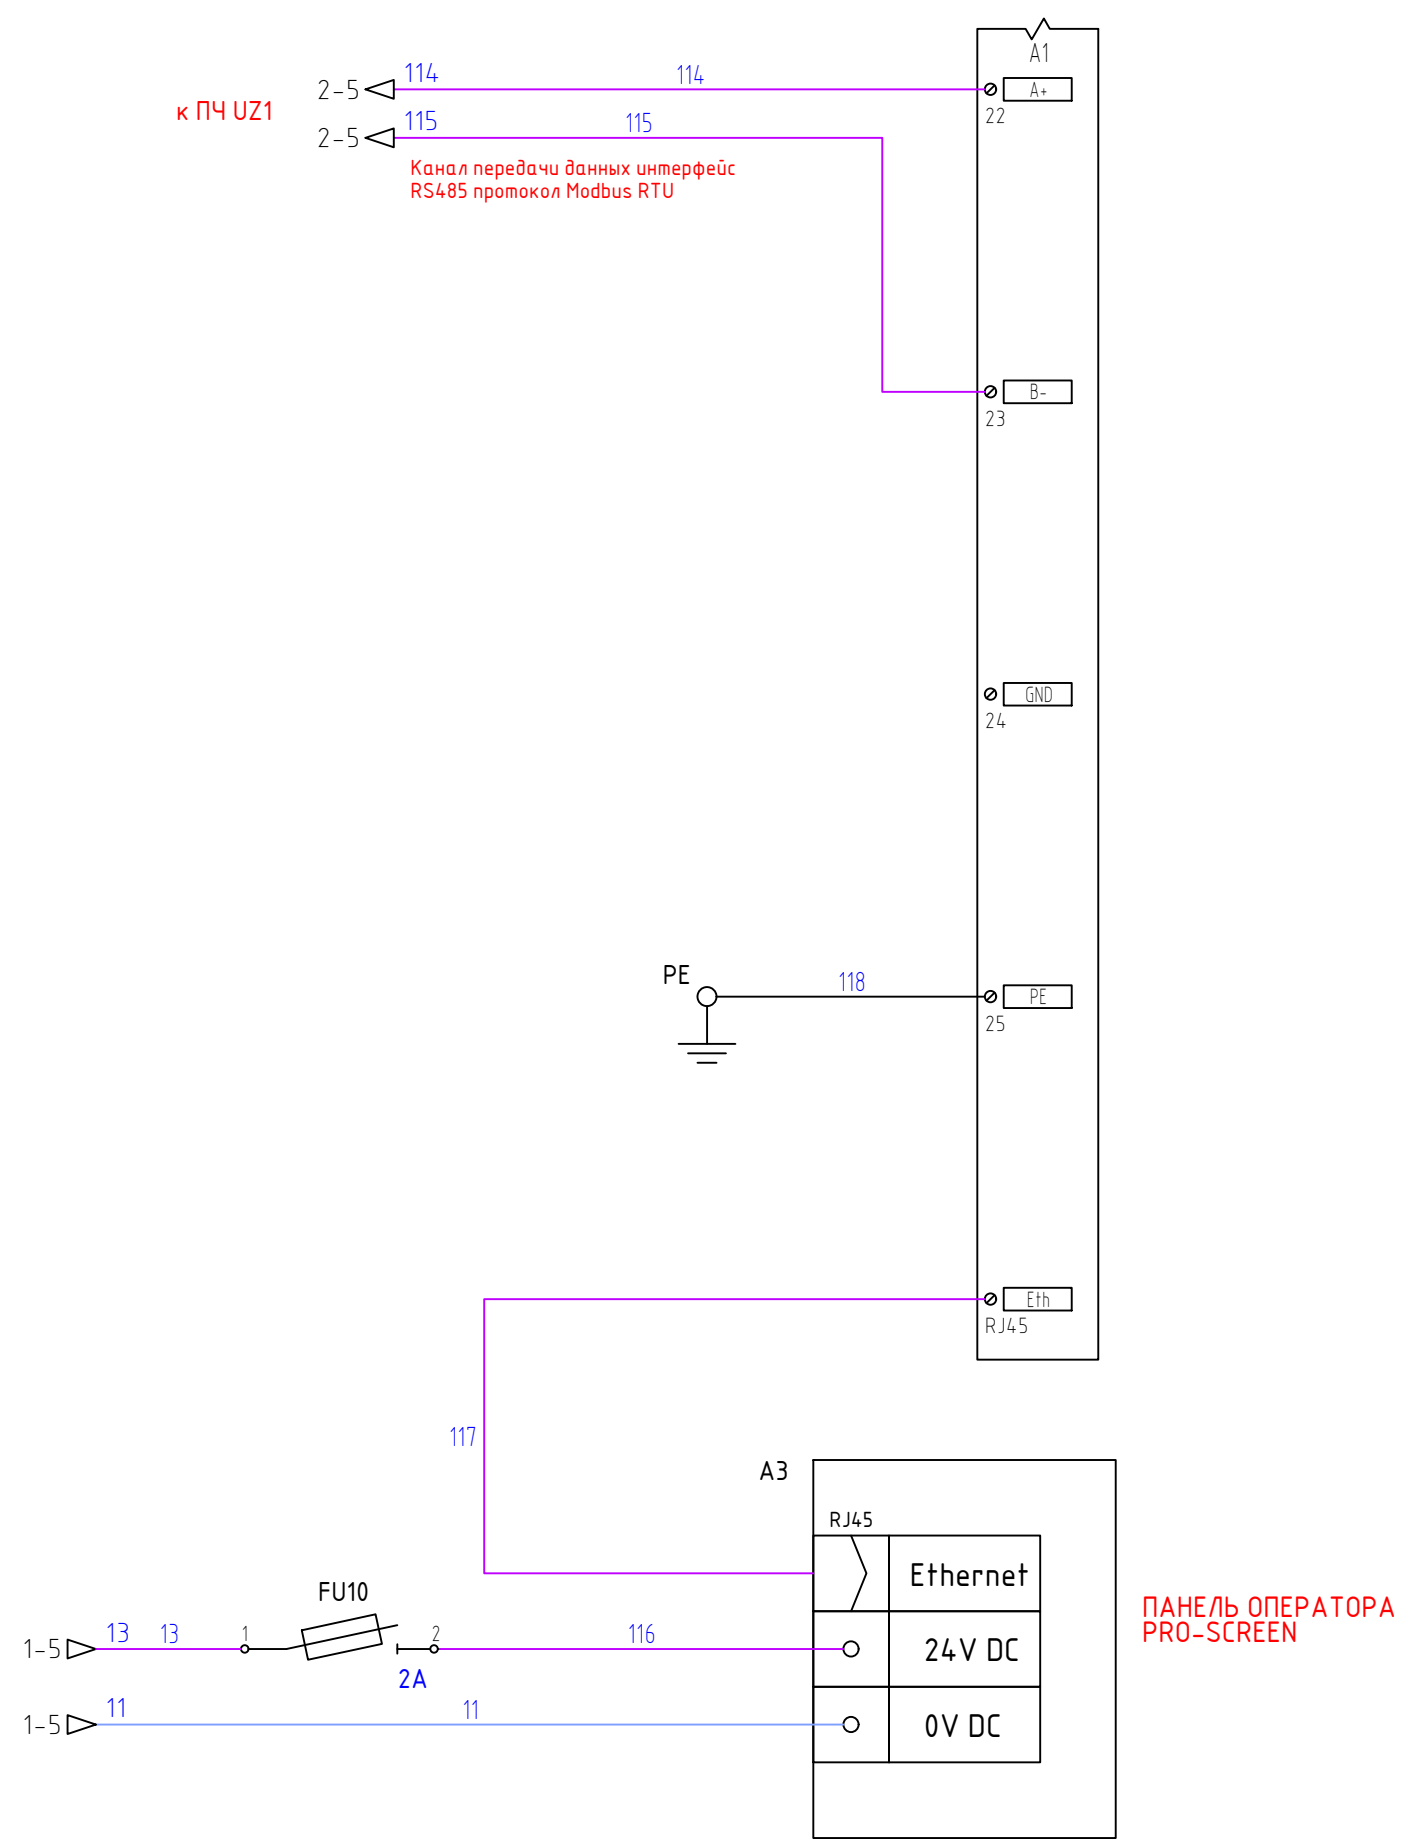 A1
2-5
114
114
A+
22
к ПЧ UZ1
2-5
115
115
Канал передачи данных интерфейс
RS485 протокол Modbus RTU
B-
23
GND
24
PE
118
PE
25
Eth
RJ45
117
A3
RJ45
Ethernet
FU10
ПАНЕЛЬ ОПЕРАТОРА
PRO-SCREEN
1-5
13
13
1
2
116
24V DC
2A
1-5
11
11
0V DC